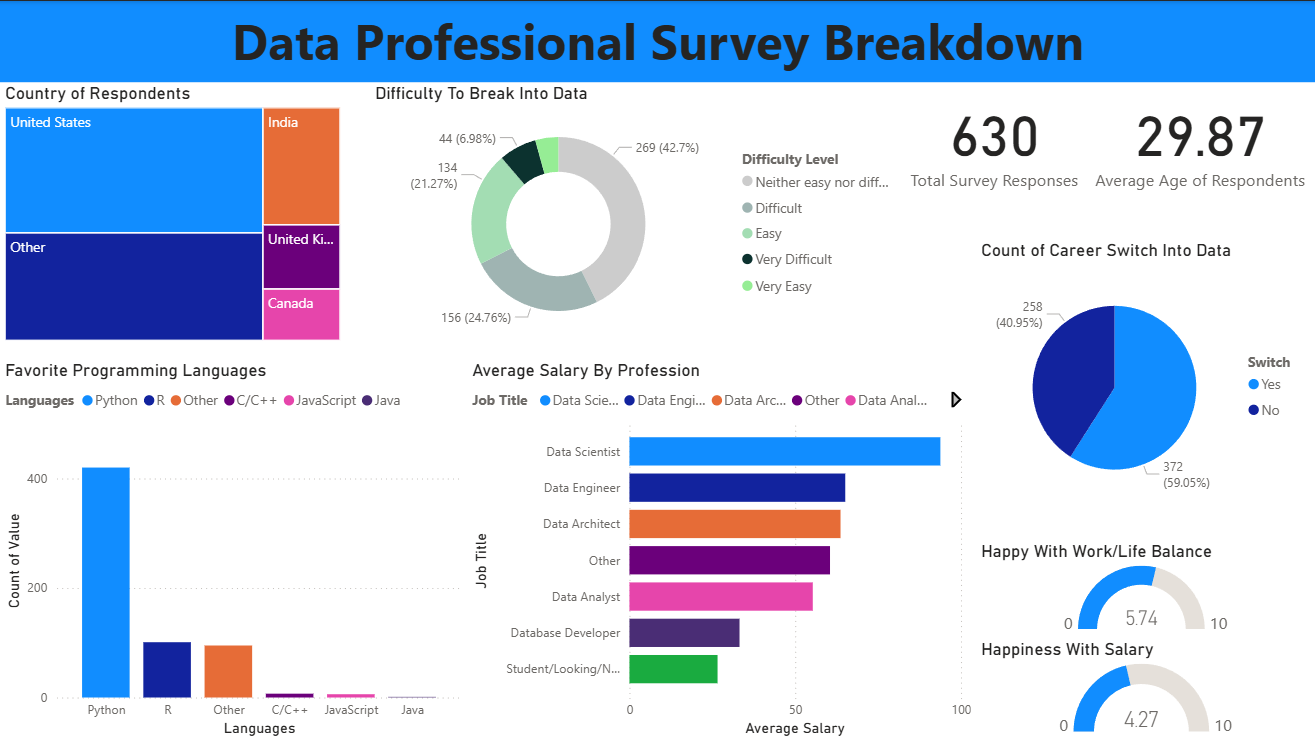 Data Professional Survey Breakdown
Country of Respondents
United States
India
Other
United Ki...
Canada
Difficulty To Break Into Data
44 (6.98%)
269 (42.7%)
134
(21.27%)
156 (24.76%)
Difficulty Level
Neither easy nor diff...
Difficult
Easy
Very Difficult
Very Easy
630
Total Survey Responses
29.87
Average Age of Respondents
Count of Career Switch Into Data
258
(40.95%)
372
(59.05%)
Switch
Yes
No
Favorite Programming Languages
Languages Python R Other C/C++ JavaScript Java
Count of Value
400
200
0
Python R Other C/C++ JavaScript Java
Languages
Average Salary By Profession
Job Title Data Scie... Data Engi... Data Arc... Other Data Anal...
Job Title
Data Scientist
Data Engineer
Data Architect
Other
Data Analyst
Database Developer
Student/Looking/N...
0 50 100
Average Salary
Happy With Work/Life Balance
5.74
0 10
Happiness With Salary
4.27
0 10